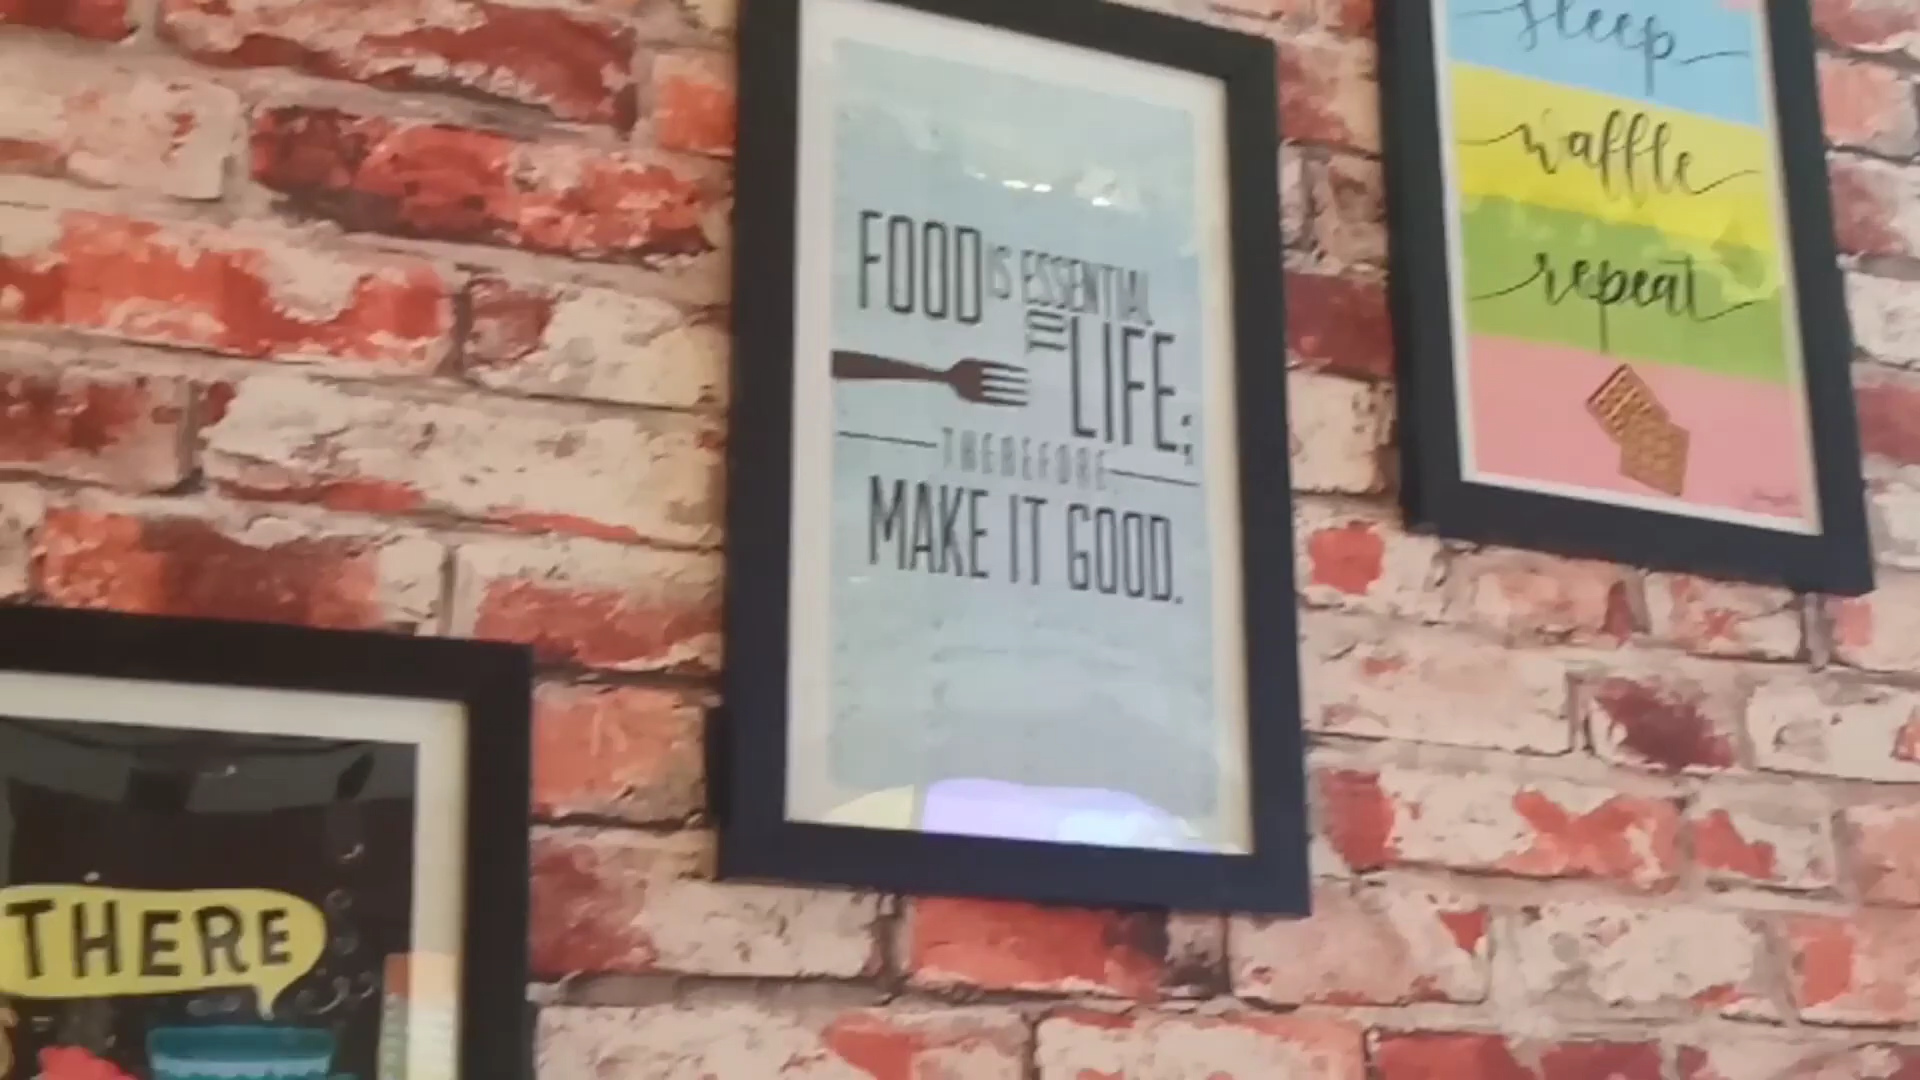 FOOD IS ESSENTIAL
TO LIFE;
THEREFORE
MAKE IT GOOD.
sleep
waffle
repeat
THERE